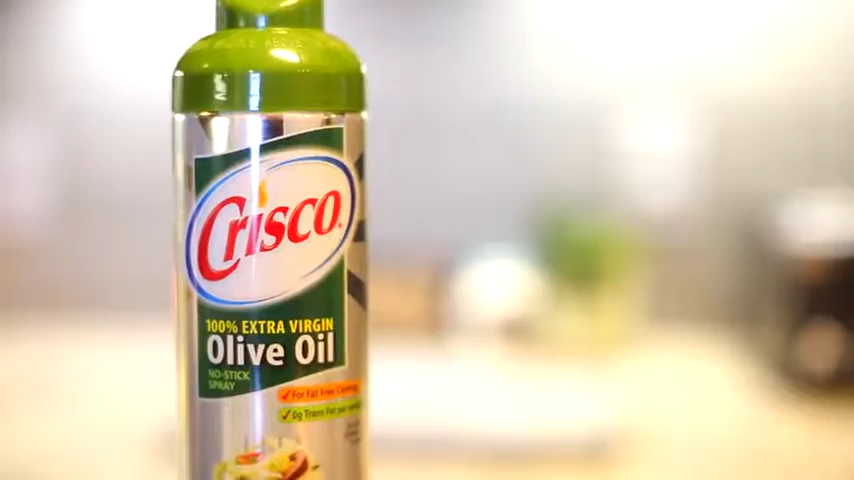 Crisco.
100% EXTRA VIRGIN
Olive Oil
NO-STICK
SPRAY
For Fat Free Cooking
0g Trans Fat